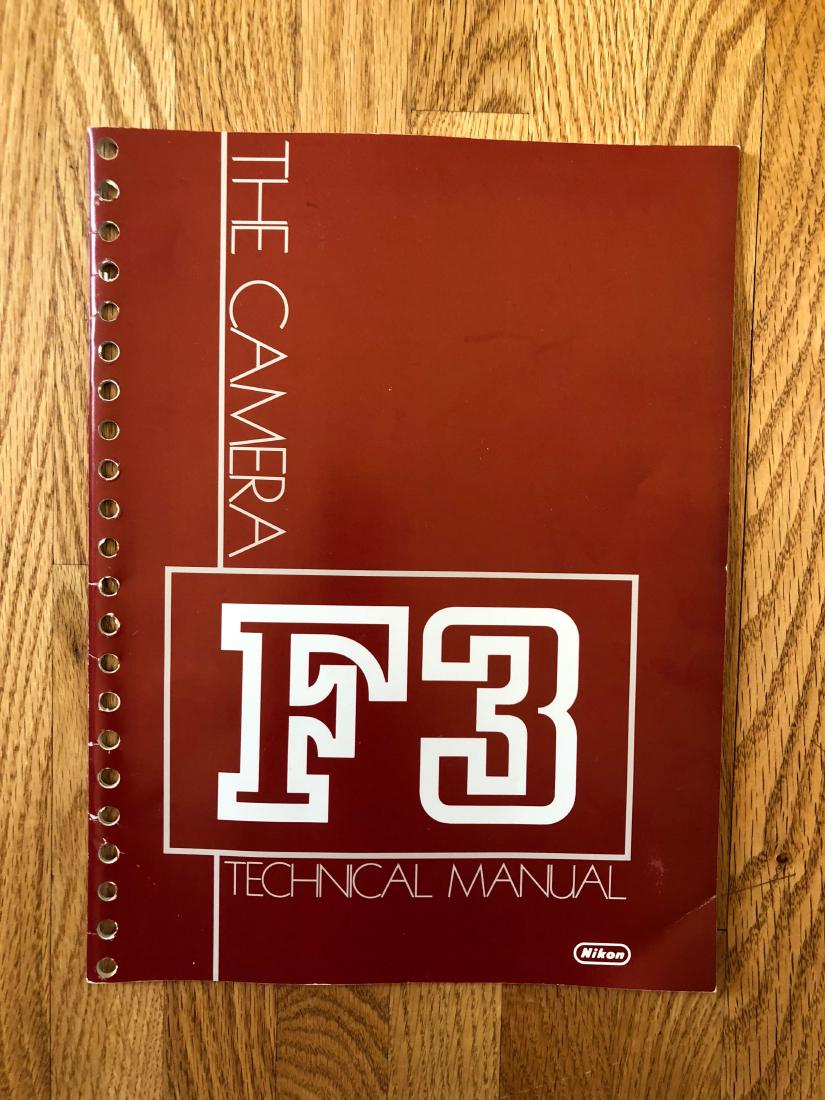 THE CAMERA
F3
TECHNICAL MANUAL
Nikon